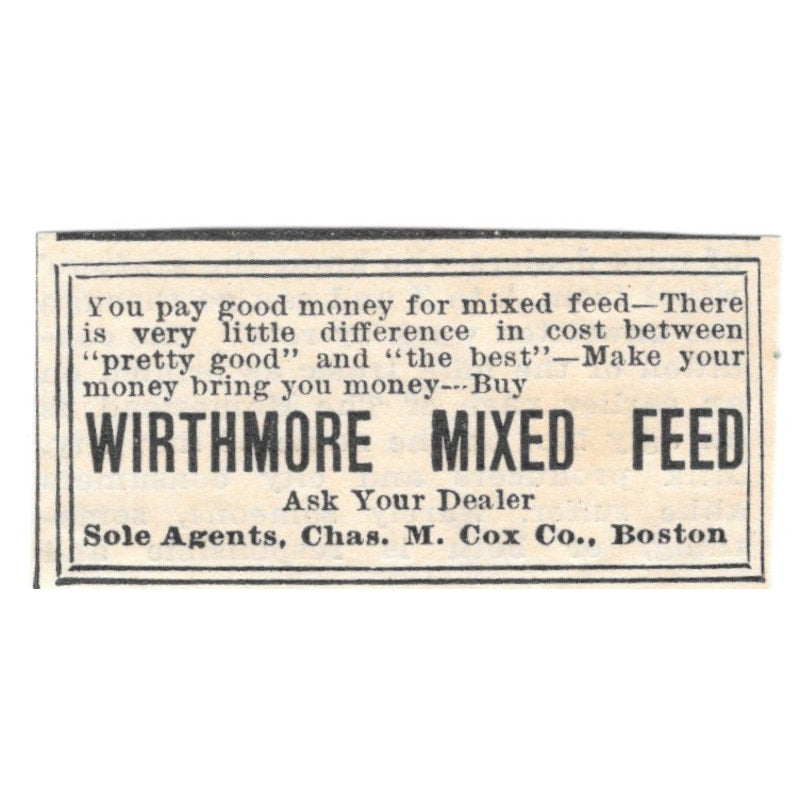 You pay good money for mixed feed—There
is very little difference in cost between
"pretty good" and "the best"—Make your
money bring you money---Buy
WIRTHMORE MIXED FEED
Ask Your Dealer
Sole Agents, Chas. M. Cox Co., Boston